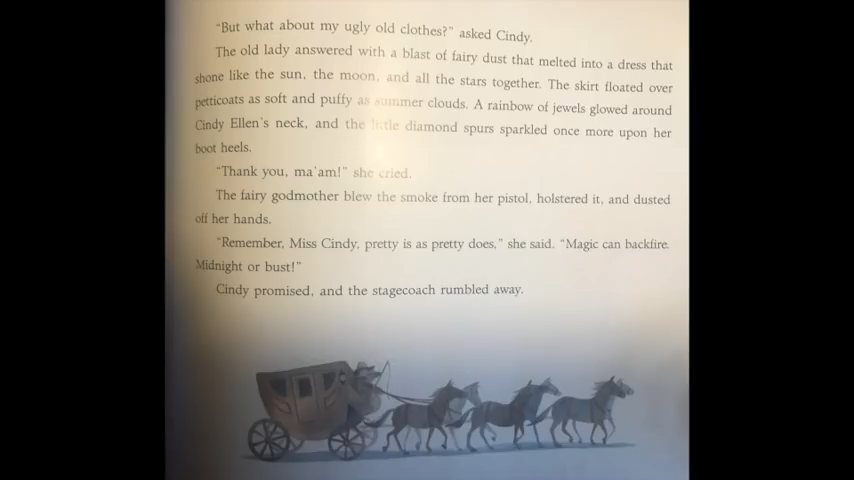 “But what about my ugly old clothes?” asked Cindy.
The old lady answered with a blast of fairy dust that melted into a dress that
shone like the sun, the moon, and all the stars together. The skirt floated over
petticoats as soft and puffy as summer clouds. A rainbow of jewels glowed around
Cindy Ellen’s neck, and the little diamond spurs sparkled once more upon her
boot heels.
“Thank you, ma’am!” she cried.
The fairy godmother blew the smoke from her pistol, holstered it, and dusted
off her hands.
“Remember, Miss Cindy, pretty is as pretty does,” she said. “Magic can backfire.
Midnight or bust!”
Cindy promised, and the stagecoach rumbled away.